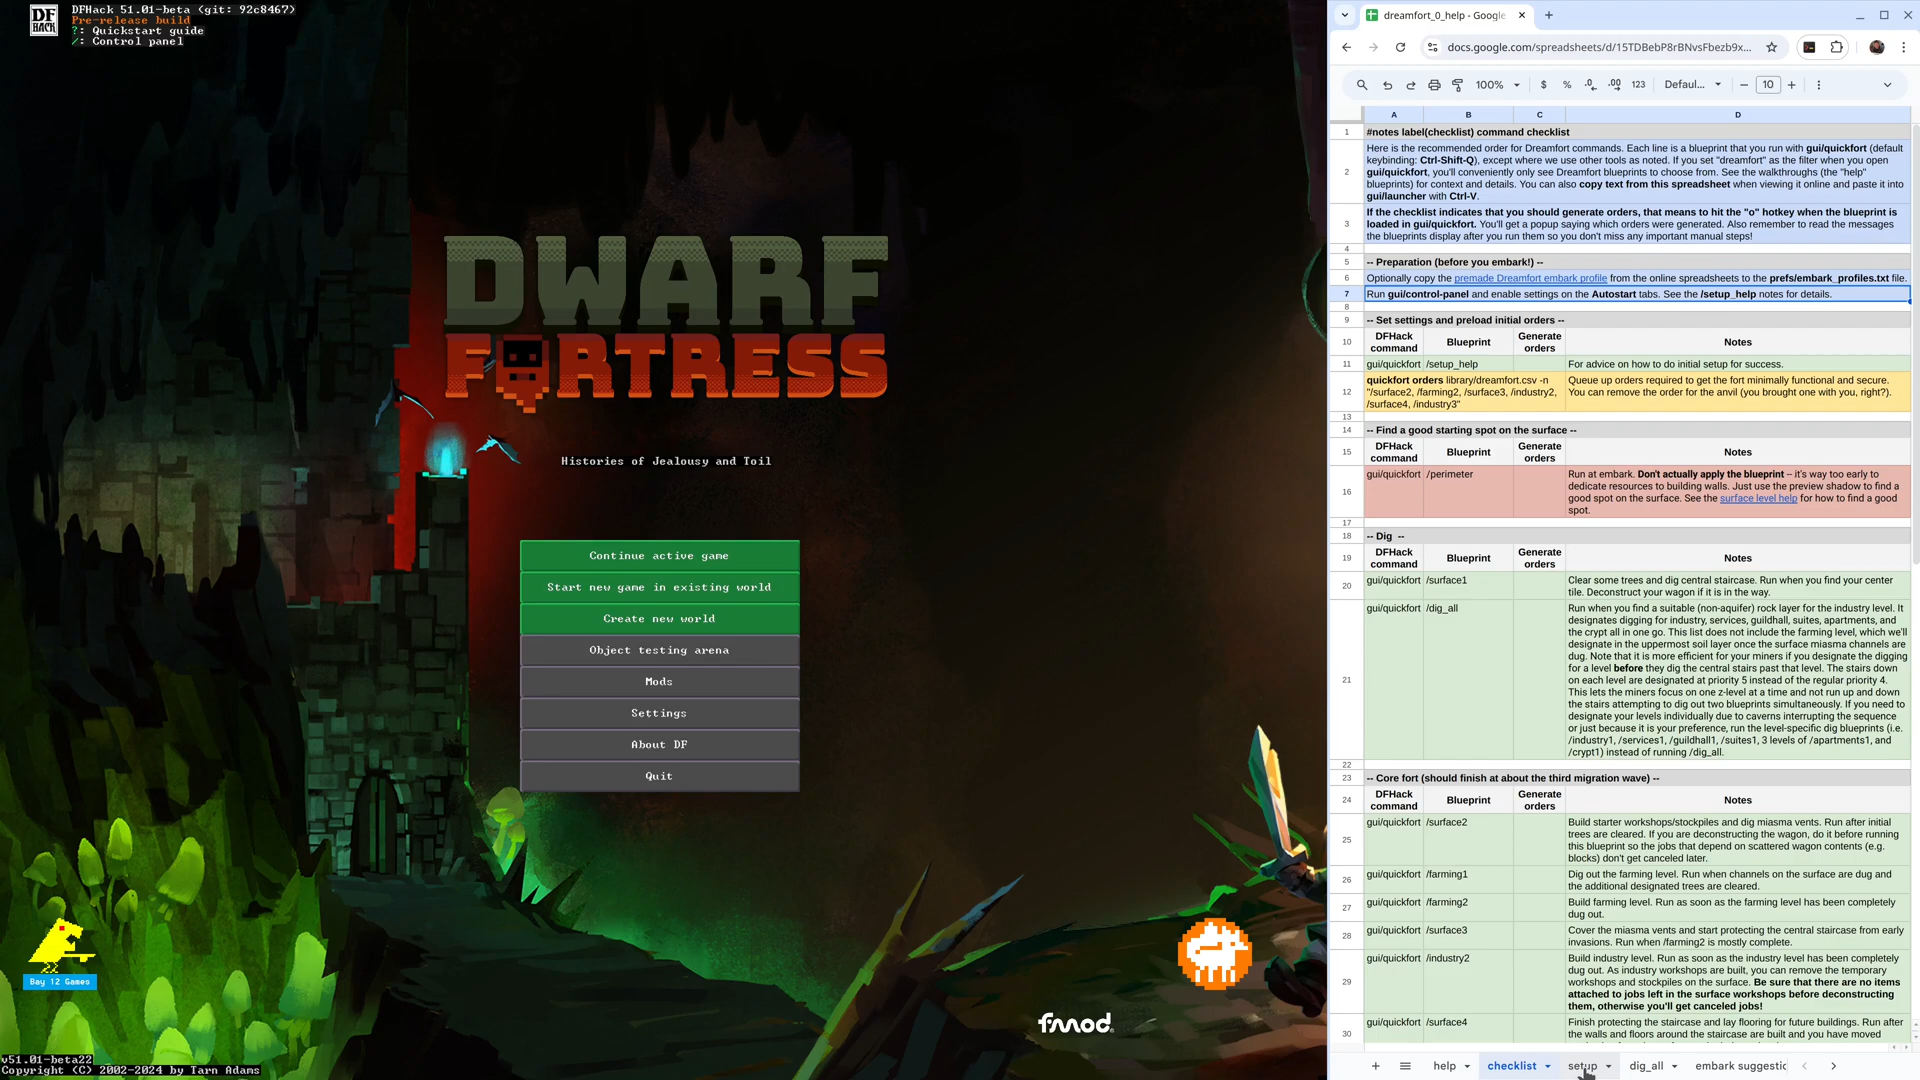 DF HACK
DFHack 51.01-beta (git: 92c8467)
Pre-release build
?: Quickstart guide
/: Control panel
DWARF
FORTRESS
Histories of Jealousy and Toil
Continue active game
Start new game in existing world
Create new world
Object testing arena
Mods
Settings
About DF
Quit
Bay 12 Games
fmod
v51.01-beta22
Copyright (C) 2002-2024 by Tarn Adams
dreamfort_0_help - Google
docs.google.com/spreadsheets/d/15TDBebP8rBNvsFbezb9x...
100% $ % .0 .00 123 Defaul... 10
A B C D
1 #notes label(checklist) command checklist
2 Here is the recommended order for Dreamfort commands. Each line is a blueprint that you run with gui/quickfort (default
keybinding: Ctrl-Shift-Q), except where we use other tools as noted. If you set "dreamfort" as the filter when you open
gui/quickfort, you'll conveniently only see Dreamfort blueprints to choose from. See the walkthroughs (the "help"
blueprints) for context and details. You can also copy text from this spreadsheet when viewing it online and paste it into
gui/launcher with Ctrl-V.
3 If the checklist indicates that you should generate orders, that means to hit the "o" hotkey when the blueprint is
loaded in gui/quickfort. You'll get a popup saying which orders were generated. Also remember to read the messages
the blueprints display after you run them so you don't miss any important manual steps!
4
5 -- Preparation (before you embark!) --
6 Optionally copy the premade Dreamfort embark profile from the online spreadsheets to the prefs/embark_profiles.txt file.
7 Run gui/control-panel and enable settings on the Autostart tabs. See the /setup_help notes for details.
8
9 -- Set settings and preload initial orders --
10 DFHack command Blueprint Generate orders Notes
11 gui/quickfort /setup_help For advice on how to do initial setup for success.
12 quickfort orders library/dreamfort.csv -n
"/surface2, /farming2, /surface3, /industry2,
/surface4, /industry3"
Queue up orders required to get the fort minimally functional and secure.
You can remove the order for the anvil (you brought one with you, right?).
13
14 -- Find a good starting spot on the surface --
15 DFHack command Blueprint Generate orders Notes
16 gui/quickfort /perimeter Run at embark. Don't actually apply the blueprint – it's way too early to
dedicate resources to building walls. Just use the preview shadow to find a
good spot on the surface. See the surface level help for how to find a good
spot.
17
18 -- Dig --
19 DFHack command Blueprint Generate orders Notes
20 gui/quickfort /surface1 Clear some trees and dig central staircase. Run when you find your center
tile. Deconstruct your wagon if it is in the way.
21 gui/quickfort /dig_all Run when you find a suitable (non-aquifer) rock layer for the industry level. It
designates digging for industry, services, guildhall, suites, apartments, and
the crypt all in one go. This list does not include the farming level, which we'll
designate in the uppermost soil layer once the surface miasma channels are
dug. Note that it is more efficient for your miners if you designate the digging
for a level before they dig the central stairs past that level. The stairs down
on each level are designated at priority 5 instead of the regular priority 4.
This lets the miners focus on one z-level at a time and not run up and down
the stairs attempting to dig out two blueprints simultaneously. If you need to
designate your levels individually due to caverns interrupting the sequence
or just because it is your preference, run the level-specific dig blueprints (i.e.
/industry1, /services1, /guildhall1, /suites1, 3 levels of /apartments1, and
/crypt1) instead of running /dig_all.
22
23 -- Core fort (should finish at about the third migration wave) --
24 DFHack command Blueprint Generate orders Notes
25 gui/quickfort /surface2 Build starter workshops/stockpiles and dig miasma vents. Run after initial
trees are cleared. If you are deconstructing the wagon, do it before running
this blueprint so the jobs that depend on scattered wagon contents (e.g.
blocks) don't get canceled later.
26 gui/quickfort /farming1 Dig out the farming level. Run when channels on the surface are dug and
the additional designated trees are cleared.
27 gui/quickfort /farming2 Build farming level. Run as soon as the farming level has been completely
dug out.
28 gui/quickfort /surface3 Cover the miasma vents and start protecting the central staircase from early
invasions. Run when /farming2 is mostly complete.
29 gui/quickfort /industry2 Build industry level. Run as soon as the industry level has been completely
dug out. As industry workshops are built, you can remove the temporary
workshops and stockpiles on the surface. Be sure that there are no items
attached to jobs left in the surface workshops before deconstructing
them, otherwise you'll get canceled jobs!
30 gui/quickfort /surface4 Finish protecting the staircase and lay flooring for future buildings. Run after
the walls and floors around the staircase are built and you have moved
help checklist setup dig_all embark suggestic